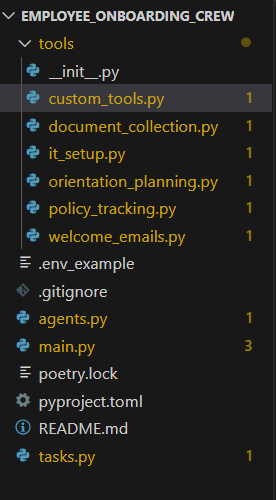 EMPLOYEE_ONBOARDING_CREW
tools
__init__.py
custom_tools.py 1
document_collection.py 1
it_setup.py 1
orientation_planning.py 1
policy_tracking.py 1
welcome_emails.py 1
.env_example
.gitignore
agents.py 1
main.py 3
poetry.lock
pyproject.toml
README.md
tasks.py 1